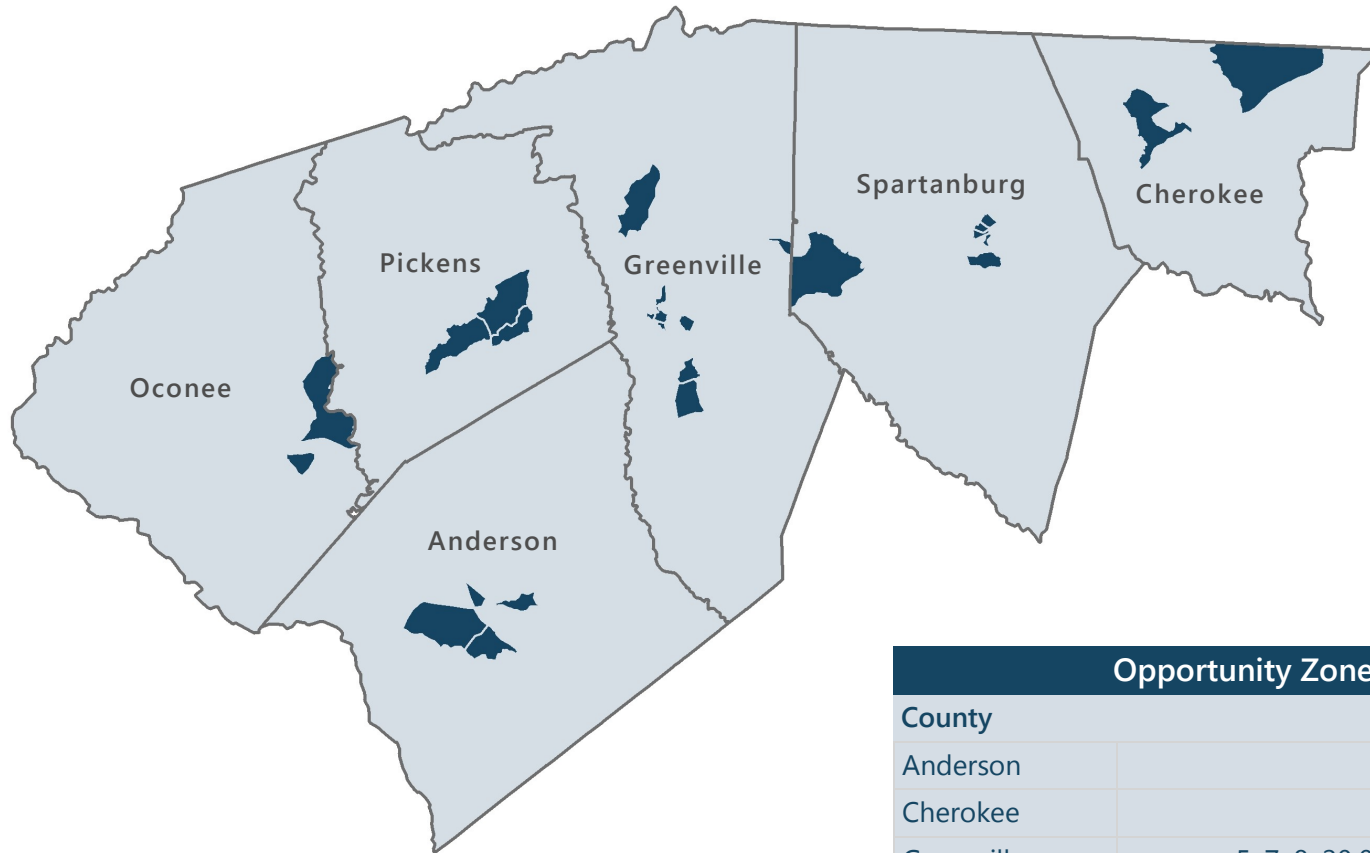 Spartanburg
Cherokee
Pickens
Greenville
Oconee
Anderson
Opportunity Zone
County
Anderson
Cherokee